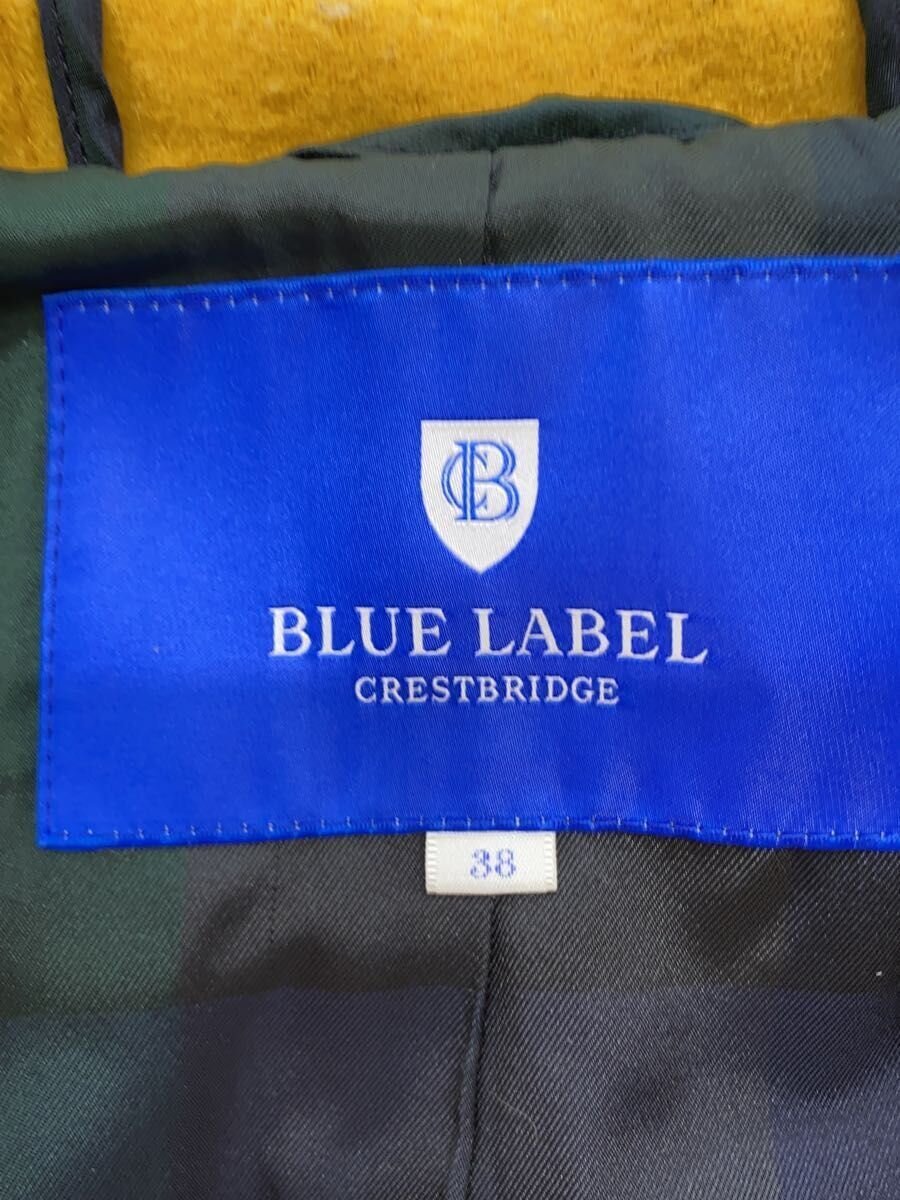 CB
BLUE LABEL
CRESTBRIDGE
38